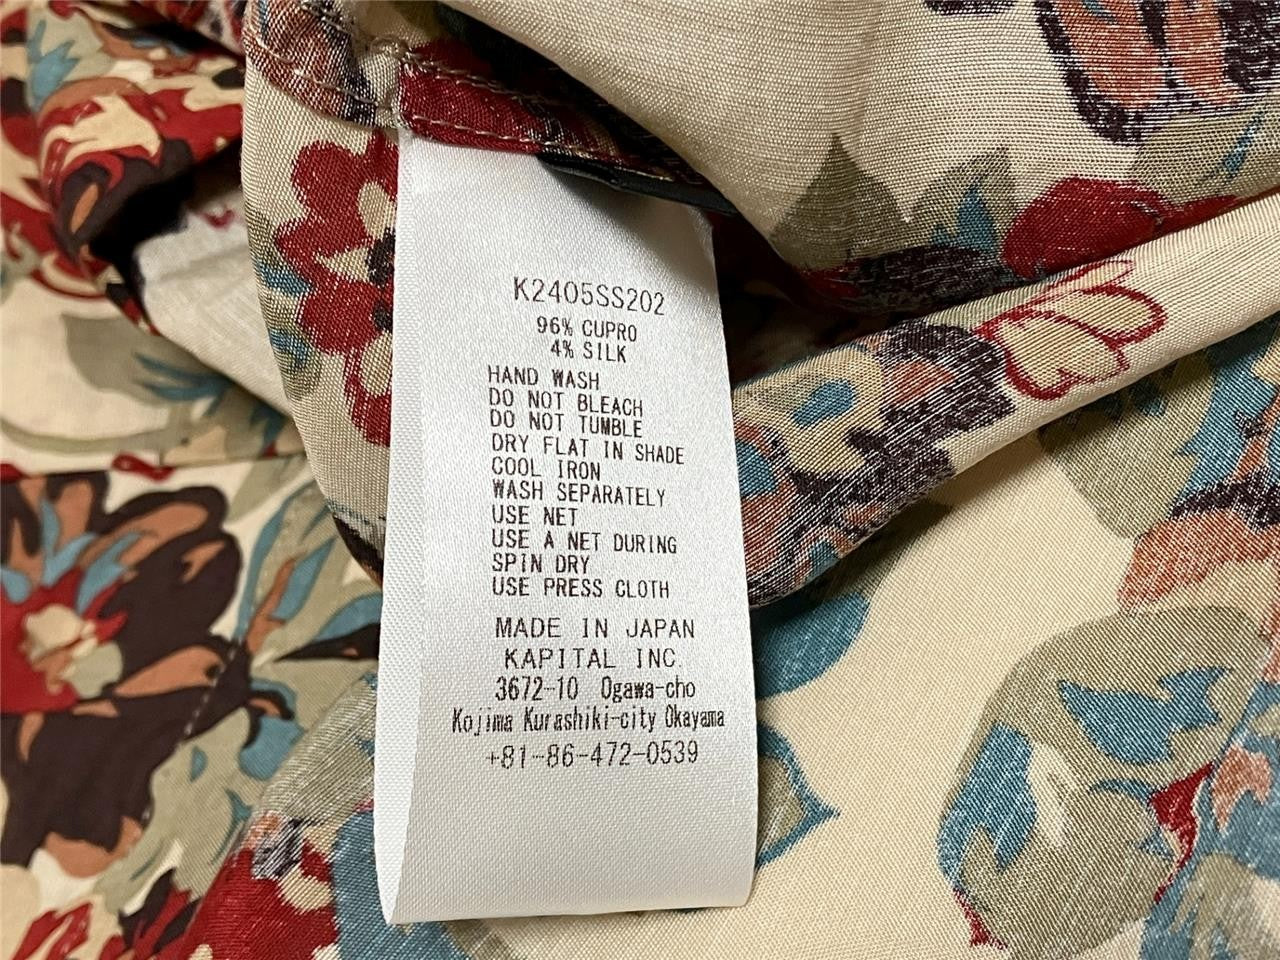 K2405SS202
96% CUPRO
4% SILK
HAND WASH
DO NOT BLEACH
DO NOT TUMBLE
DRY FLAT IN SHADE
COOL IRON
WASH SEPARATELY
USE NET
USE A NET DURING
SPIN DRY
USE PRESS CLOTH
MADE IN JAPAN
KAPITAL INC
3672-10 Ogawa-cho
Kojima Kurashiki-city Okayama
+81-86-472-0539